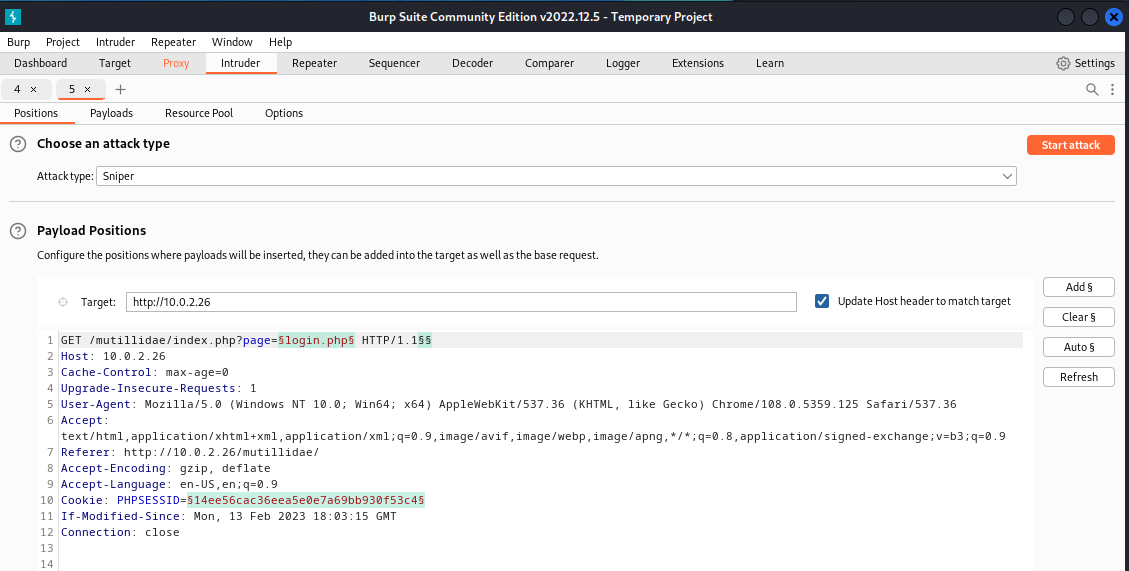 Burp Suite Community Edition v2022.12.5 - Temporary Project
Burp Project Intruder Repeater Window Help
Dashboard Target Proxy Intruder Repeater Sequencer Decoder Comparer Logger Extensions Learn Settings
4 × 5 × +
Positions Payloads Resource Pool Options
? Choose an attack type Start attack
Attack type: Sniper
? Payload Positions
Configure the positions where payloads will be inserted, they can be added into the target as well as the base request.
Target: http://10.0.2.26 Update Host header to match target
Add §
Clear §
Auto §
Refresh
1 GET /mutillidae/index.php?page=§login.php§ HTTP/1.1§§
2 Host: 10.0.2.26
3 Cache-Control: max-age=0
4 Upgrade-Insecure-Requests: 1
5 User-Agent: Mozilla/5.0 (Windows NT 10.0; Win64; x64) AppleWebKit/537.36 (KHTML, like Gecko) Chrome/108.0.5359.125 Safari/537.36
6 Accept:
text/html,application/xhtml+xml,application/xml;q=0.9,image/avif,image/webp,image/apng,*/*;q=0.8,application/signed-exchange;v=b3;q=0.9
7 Referer: http://10.0.2.26/mutillidae/
8 Accept-Encoding: gzip, deflate
9 Accept-Language: en-US,en;q=0.9
10 Cookie: PHPSESSID=§14ee56cac36eea5e0e7a69bb930f53c4§
11 If-Modified-Since: Mon, 13 Feb 2023 18:03:15 GMT
12 Connection: close
13
14